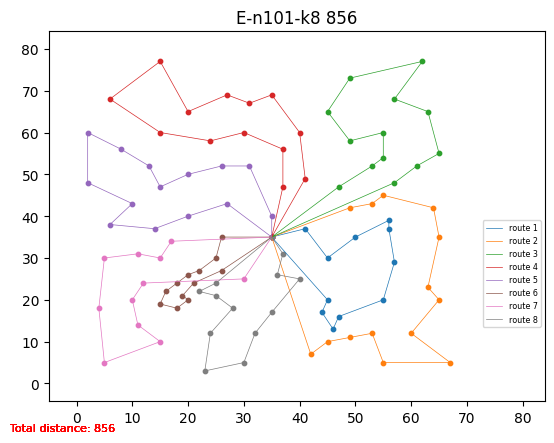 E-n101-k8 856
80
70
60
50
40
30
20
10
0
route 1
route 2
route 3
route 4
route 5
route 6
route 7
route 8
0 10 20 30 40 50 60 70 80
Total distance: 856